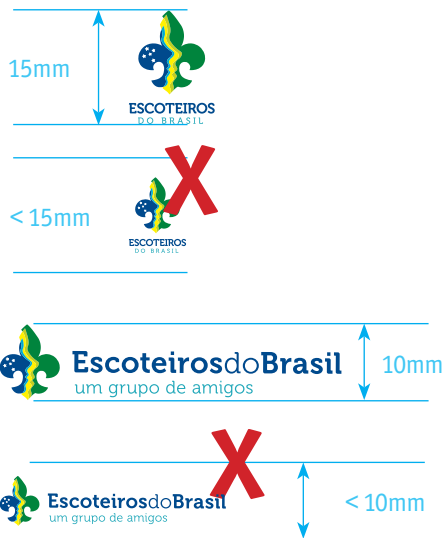 15mm
ESCOTEIROS
DO BRASIL
< 15mm
ESCOTEIROS
DO BRASIL
EscoteirosdoBrasil
um grupo de amigos
10mm
EscoteirosdoBrasil
um grupo de amigos
< 10mm